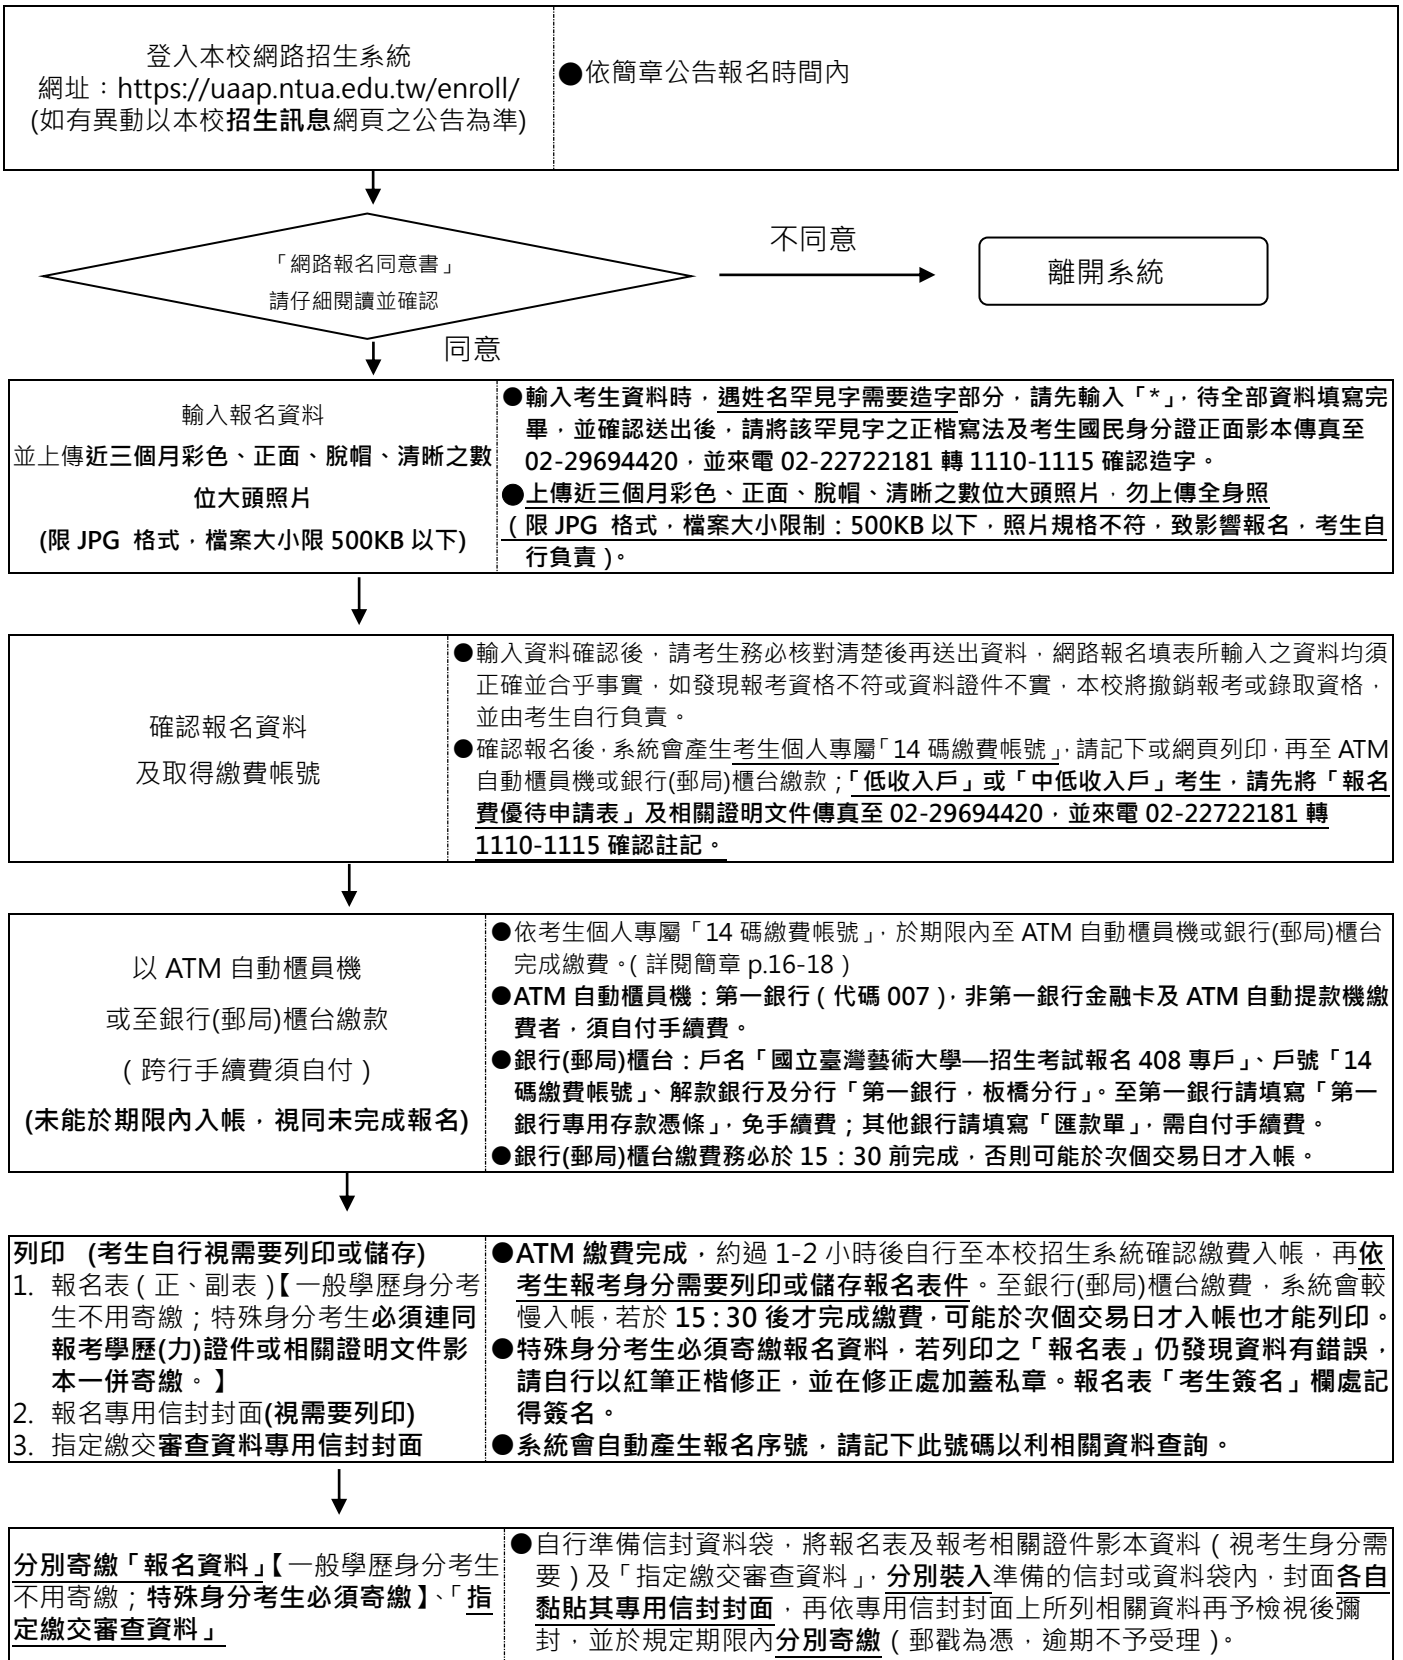 登入本校網路招生系統
網址：https://uaap.ntua.edu.tw/enroll/
(如有異動以本校招生訊息網頁之公告為準)
●依簡章公告報名時間內
「網路報名同意書」
請仔細閱讀並確認
不同意
離開系統
同意
輸入報名資料
並上傳近三個月彩色、正面、脫帽、清晰之數
位大頭照片
(限 JPG 格式，檔案大小限 500KB 以下)
●輸入考生資料時，遇姓名罕見字需要造字部分，請先輸入「*」，待全部資料填寫完
畢，並確認送出後，請將該罕見字之正楷寫法及考生國民身分證正面影本傳真至
02-29694420，並來電 02-22722181 轉 1110-1115 確認造字。
●上傳近三個月彩色、正面、脫帽、清晰之數位大頭照片，勿上傳全身照
（限 JPG 格式，檔案大小限制：500KB 以下，照片規格不符，致影響報名，考生自
行負責）。
確認報名資料
及取得繳費帳號
●輸入資料確認後，請考生務必核對清楚後再送出資料，網路報名填表所輸入之資料均須
正確並合乎事實，如發現報考資格不符或資料證件不實，本校將撤銷報考或錄取資格，
並由考生自行負責。
●確認報名後，系統會產生考生個人專屬「14 碼繳費帳號」，請記下或網頁列印，再至 ATM
自動櫃員機或銀行(郵局)櫃台繳款；「低收入戶」或「中低收入戶」考生，請先將「報名
費優待申請表」及相關證明文件傳真至 02-29694420，並來電 02-22722181 轉
1110-1115 確認註記。
以 ATM 自動櫃員機
或至銀行(郵局)櫃台繳款
（跨行手續費須自付）
(未能於期限內入帳，視同未完成報名)
●依考生個人專屬「14 碼繳費帳號」，於期限內至 ATM 自動櫃員機或銀行(郵局)櫃台
完成繳費。（詳閱簡章 p.16-18）
●ATM 自動櫃員機：第一銀行（代碼 007），非第一銀行金融卡及 ATM 自動提款機繳
費者，須自付手續費。
●銀行(郵局)櫃台：戶名「國立臺灣藝術大學—招生考試報名 408 專戶」、戶號「14
碼繳費帳號」、解款銀行及分行「第一銀行，板橋分行」。至第一銀行請填寫「第一
銀行專用存款憑條」，免手續費；其他銀行請填寫「匯款單」，需自付手續費。
●銀行(郵局)櫃台繳費務必於 15：30 前完成，否則可能於次個交易日才入帳。
列印 (考生自行視需要列印或儲存)
1. 報名表（正、副表）【一般學歷身分考
生不用寄繳；特殊身分考生必須連同
報考學歷(力)證件或相關證明文件影
本一併寄繳。】
2. 報名專用信封封面(視需要列印)
3. 指定繳交審查資料專用信封封面
●ATM 繳費完成，約過 1-2 小時後自行至本校招生系統確認繳費入帳，再依
考生報考身分需要列印或儲存報名表件。至銀行(郵局)櫃台繳費，系統會較
慢入帳，若於 15：30 後才完成繳費，可能於次個交易日才入帳也才能列印。
●特殊身分考生必須寄繳報名資料，若列印之「報名表」仍發現資料有錯誤，
請自行以紅筆正楷修正，並在修正處加蓋私章。報名表「考生簽名」欄處記
得簽名。
●系統會自動產生報名序號，請記下此號碼以利相關資料查詢。
分別寄繳「報名資料」【一般學歷身分考生
不用寄繳；特殊身分考生必須寄繳】、「指
定繳交審查資料」
●自行準備信封資料袋，將報名表及報考相關證件影本資料（視考生身分需
要）及「指定繳交審查資料」，分別裝入準備的信封或資料袋內，封面各自
黏貼其專用信封封面，再依專用信封封面上所列相關資料再予檢視後彌
封，並於規定期限內分別寄繳（郵戳為憑，逾期不予受理）。